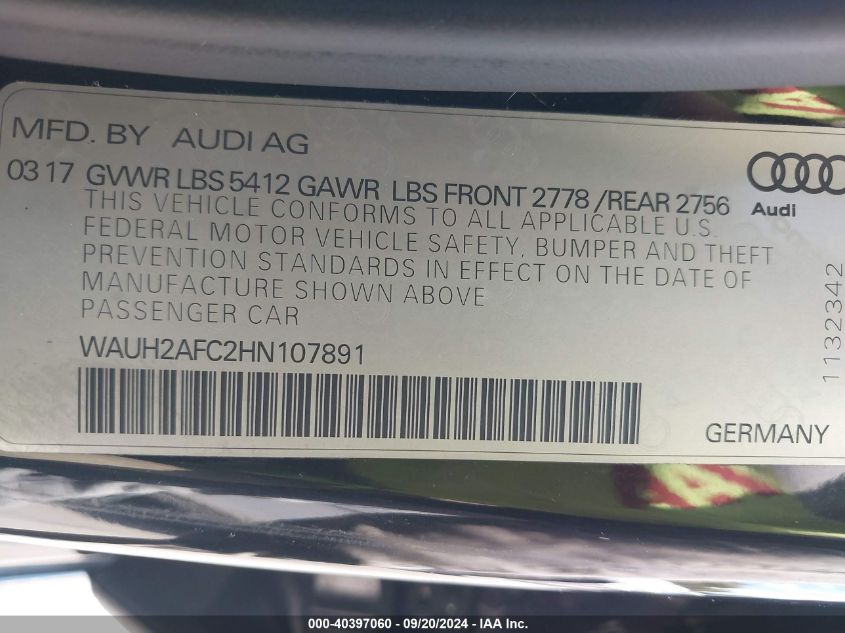 MFD. BY AUDI AG
03 17 GVWR LBS 5412 GAWR LBS FRONT 2778 /REAR 2756
THIS VEHICLE CONFORMS TO ALL APPLICABLE U.S.
FEDERAL MOTOR VEHICLE SAFETY, BUMPER AND THEFT
PREVENTION STANDARDS IN EFFECT ON THE DATE OF
MANUFACTURE SHOWN ABOVE
PASSENGER CAR
WAUH2AFC2HN107891
Audi
1132342
GERMANY
000-40397060 - 09/20/2024 - IAA Inc.